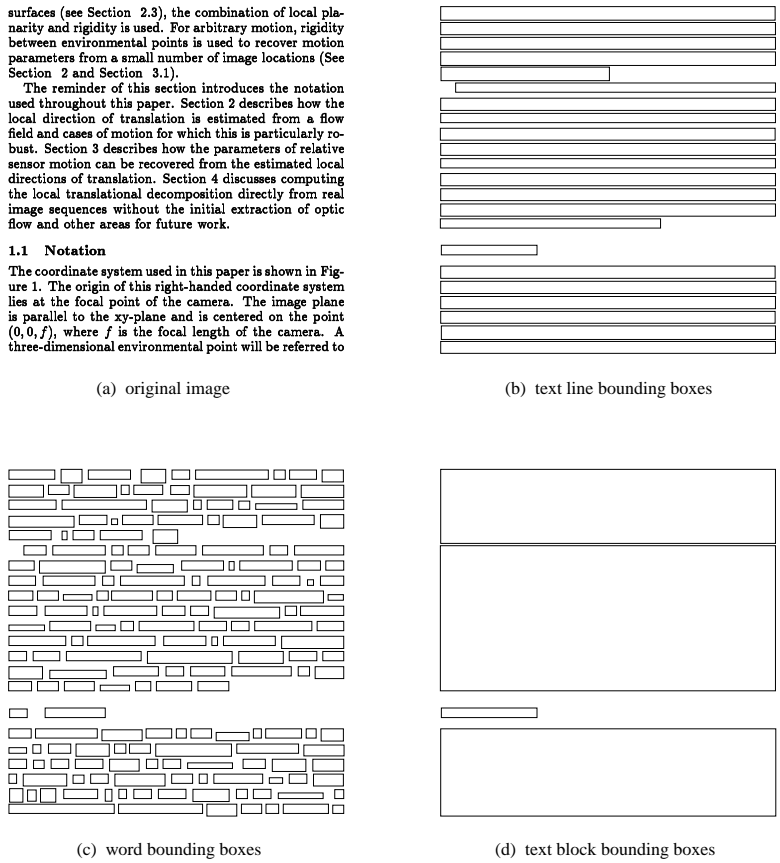 surfaces (see Section 2.3), the combination of local pla-
narity and rigidity is used. For arbitrary motion, rigidity
between environmental points is used to recover motion
parameters from a small number of image locations (See
Section 2 and Section 3.1).
The reminder of this section introduces the notation
used throughout this paper. Section 2 describes how the
local direction of translation is estimated from a flow
field and cases of motion for which this is particularly ro-
bust. Section 3 describes how the parameters of relative
sensor motion can be recovered from the estimated local
directions of translation. Section 4 discusses computing
the local translational decomposition directly from real
image sequences without the initial extraction of optic
flow and other areas for future work.
1.1 Notation
The coordinate system used in this paper is shown in Fig-
ure 1. The origin of this right-handed coordinate system
lies at the focal point of the camera. The image plane
is parallel to the xy-plane and is centered on the point
(0, 0, f), where f is the focal length of the camera. A
three-dimensional environmental point will be referred to
(a) original image
(b) text line bounding boxes
(c) word bounding boxes
(d) text block bounding boxes